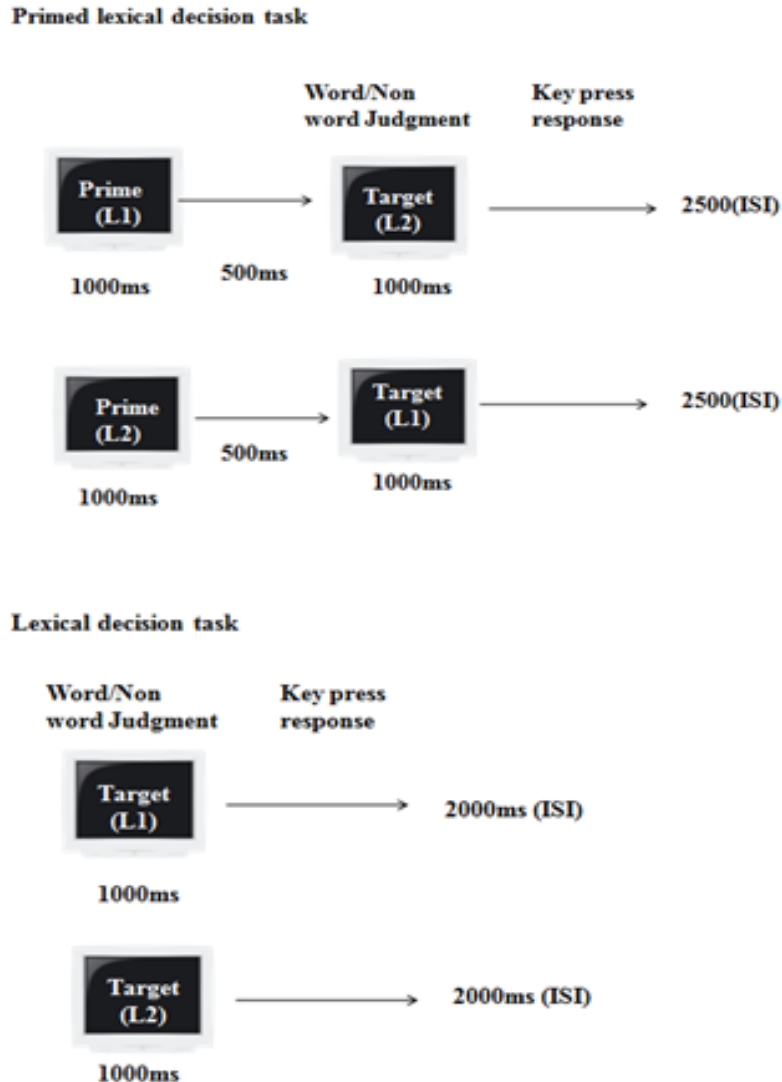 Primed lexical decision task
Word/Non
word Judgment
Key press
response
Prime
(L1)
Target
(L2)
2500(ISI)
500ms
1000ms
1000ms
Prime
(L2)
Target
(L1)
2500(ISI)
500ms
1000ms
1000ms
Lexical decision task
Word/Non
word Judgment
Key press
response
Target
(L1)
2000ms (ISI)
1000ms
Target
(L2)
2000ms (ISI)
1000ms